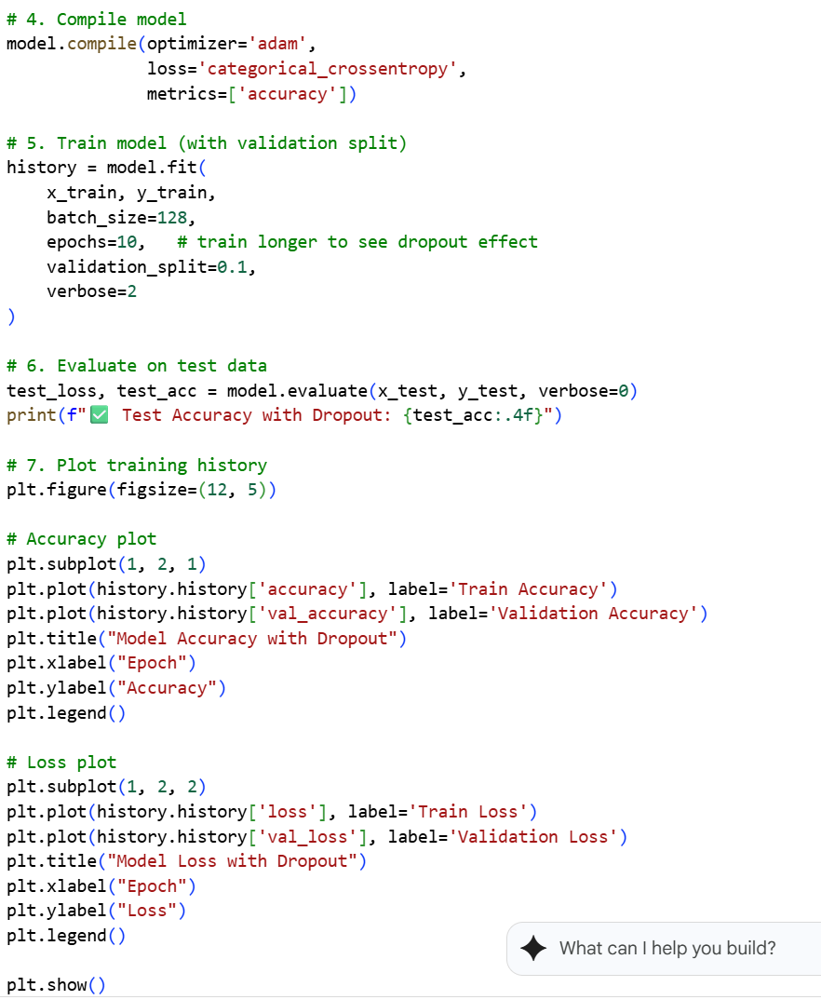 # 4. Compile model
model.compile(optimizer='adam',
              loss='categorical_crossentropy',
              metrics=['accuracy'])

# 5. Train model (with validation split)
history = model.fit(
    x_train, y_train,
    batch_size=128,
    epochs=10,   # train longer to see dropout effect
    validation_split=0.1,
    verbose=2
)

# 6. Evaluate on test data
test_loss, test_acc = model.evaluate(x_test, y_test, verbose=0)
print(f"✅ Test Accuracy with Dropout: {test_acc:.4f}")

# 7. Plot training history
plt.figure(figsize=(12, 5))

# Accuracy plot
plt.subplot(1, 2, 1)
plt.plot(history.history['accuracy'], label='Train Accuracy')
plt.plot(history.history['val_accuracy'], label='Validation Accuracy')
plt.title("Model Accuracy with Dropout")
plt.xlabel("Epoch")
plt.ylabel("Accuracy")
plt.legend()

# Loss plot
plt.subplot(1, 2, 2)
plt.plot(history.history['loss'], label='Train Loss')
plt.plot(history.history['val_loss'], label='Validation Loss')
plt.title("Model Loss with Dropout")
plt.xlabel("Epoch")
plt.ylabel("Loss")
plt.legend()
What can I help you build?
plt.show()